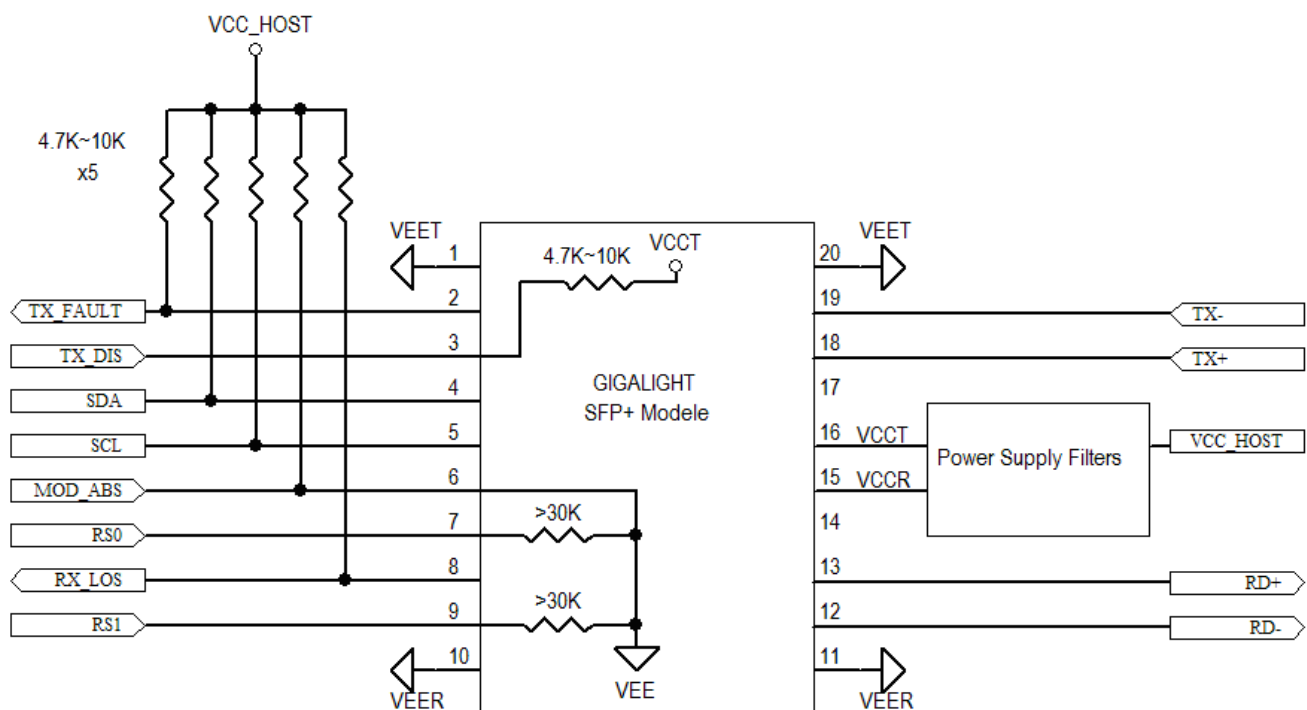 VCC_HOST
4.7K~10K
x5
VEET
1
4.7K~10K
VCCT
20
VEET
TX_FAULT
2
19
TX-
TX_DIS
3
18
TX+
SDA
4
GIGALIGHT
SFP+ Modele
17
SCL
5
16
VCCT
Power Supply Filters
VCC_HOST
MOD_ABS
6
15
VCCR
RS0
7
>30K
14
RX_LOS
8
13
RD+
RS1
9
>30K
12
RD-
10
VEER
VEE
11
VEER